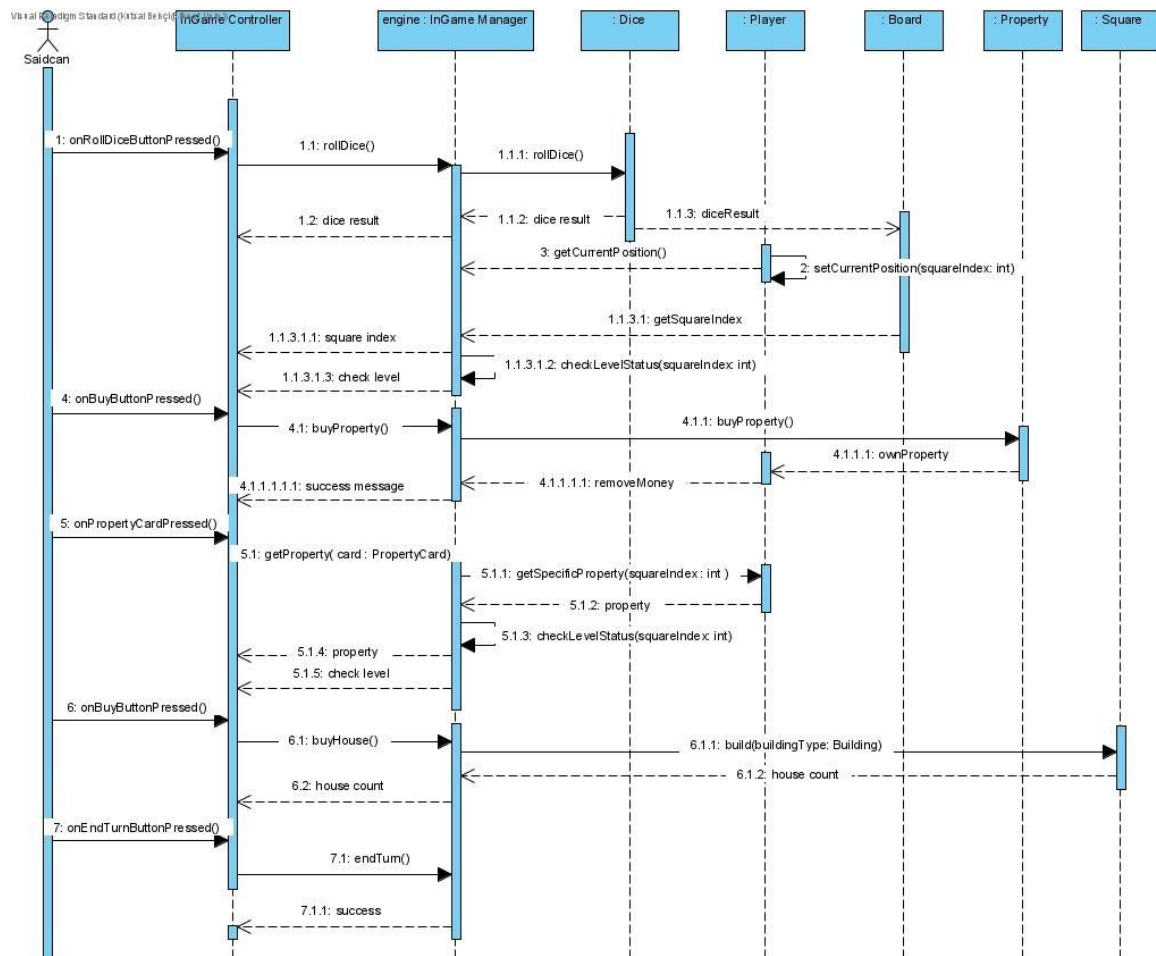 Visual Paradigm Standard
InGame Controller
engine : InGame Manager
: Dice
: Player
: Board
: Property
: Square
Saidcan
1: onRollDiceButtonPressed()
1.1: rollDice()
1.1.1: rollDice()
1.1.2: dice result
1.1.3: diceResult
1.2: dice result
3: getCurrentPosition()
2: setCurrentPosition(squareIndex: int)
1.1.3.1: getSquareIndex
1.1.3.1.1: square index
1.1.3.1.2: checkLevelStatus(squareIndex: int)
1.1.3.1.3: check level
4: onBuyButtonPressed()
4.1: buyProperty()
4.1.1: buyProperty()
4.1.1.1: ownProperty
4.1.1.1.1: removeMoney
4.1.1.1.1.1: success message
5: onPropertyCardPressed()
5.1: getProperty( card : PropertyCard)
5.1.1: getSpecificProperty(squareIndex : int )
5.1.2: property
5.1.3: checkLevelStatus(squareIndex: int)
5.1.4: property
5.1.5: check level
6: onBuyButtonPressed()
6.1: buyHouse()
6.1.1: build(buildingType: Building)
6.1.2: house count
6.2: house count
7: onEndTurnButtonPressed()
7.1: endTurn()
7.1.1: success